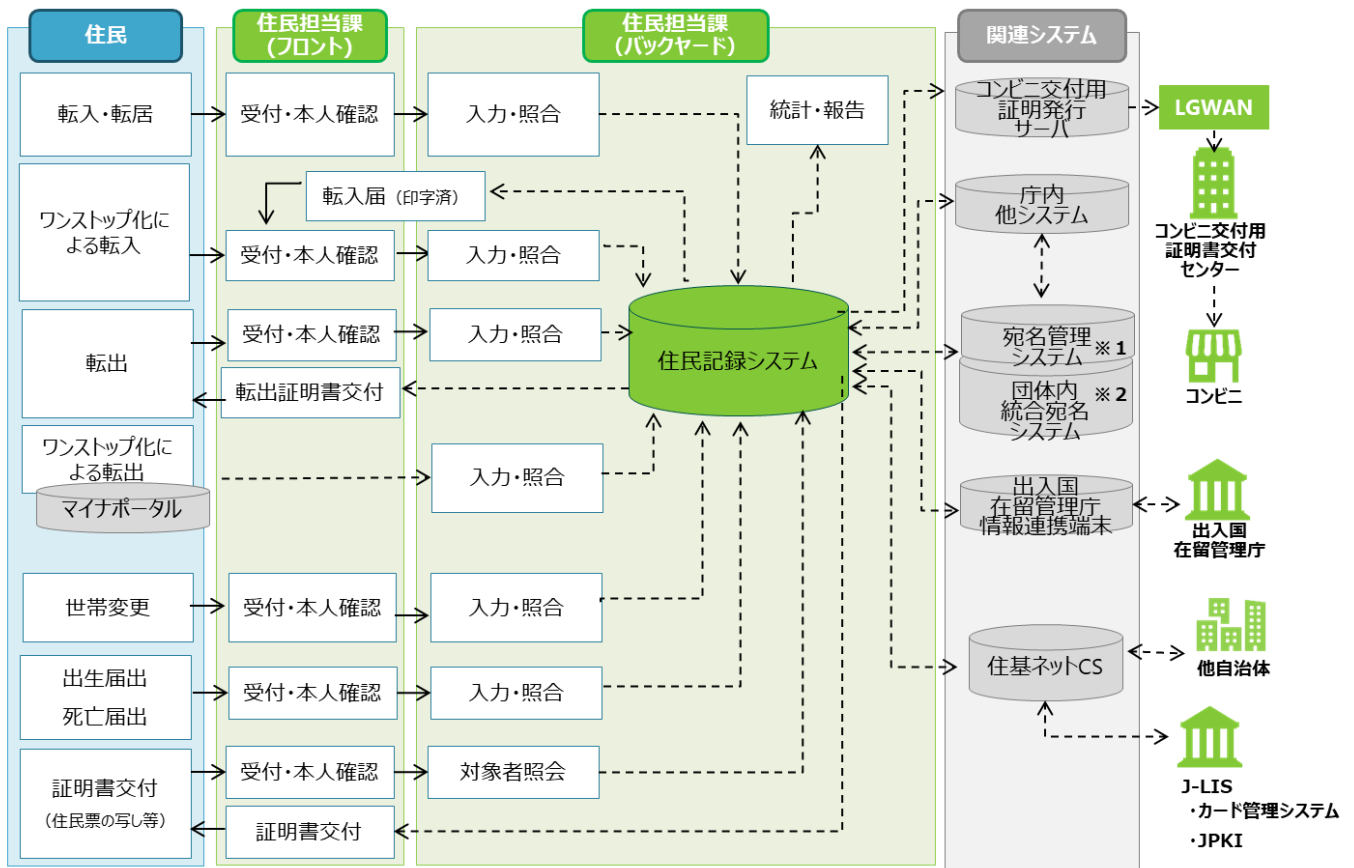 住民
住民担当課
(フロント)
住民担当課
(バックヤード)
関連システム
転入・転居
受付・本人確認
入力・照合
統計・報告
コンビニ交付用
証明発行
サーバ
LGWAN
ワンストップ化に
よる転入
転入届（印字済）
受付・本人確認
入力・照合
庁内
他システム
コンビニ交付用
証明書交付
センター
転出
受付・本人確認
入力・照合
転出証明書交付
住民記録システム
宛名管理
システム
※1
団体内
統合宛名
システム
※2
コンビニ
ワンストップ化に
よる転出
マイナポータル
入力・照合
出入国
在留管理庁
情報連携端末
出入国
在留管理庁
世帯変更
受付・本人確認
入力・照合
住基ネットCS
他自治体
出生届出
死亡届出
受付・本人確認
入力・照合
証明書交付
（住民票の写し等）
受付・本人確認
対象者照会
証明書交付
J-LIS
・カード管理システム
・JPKI